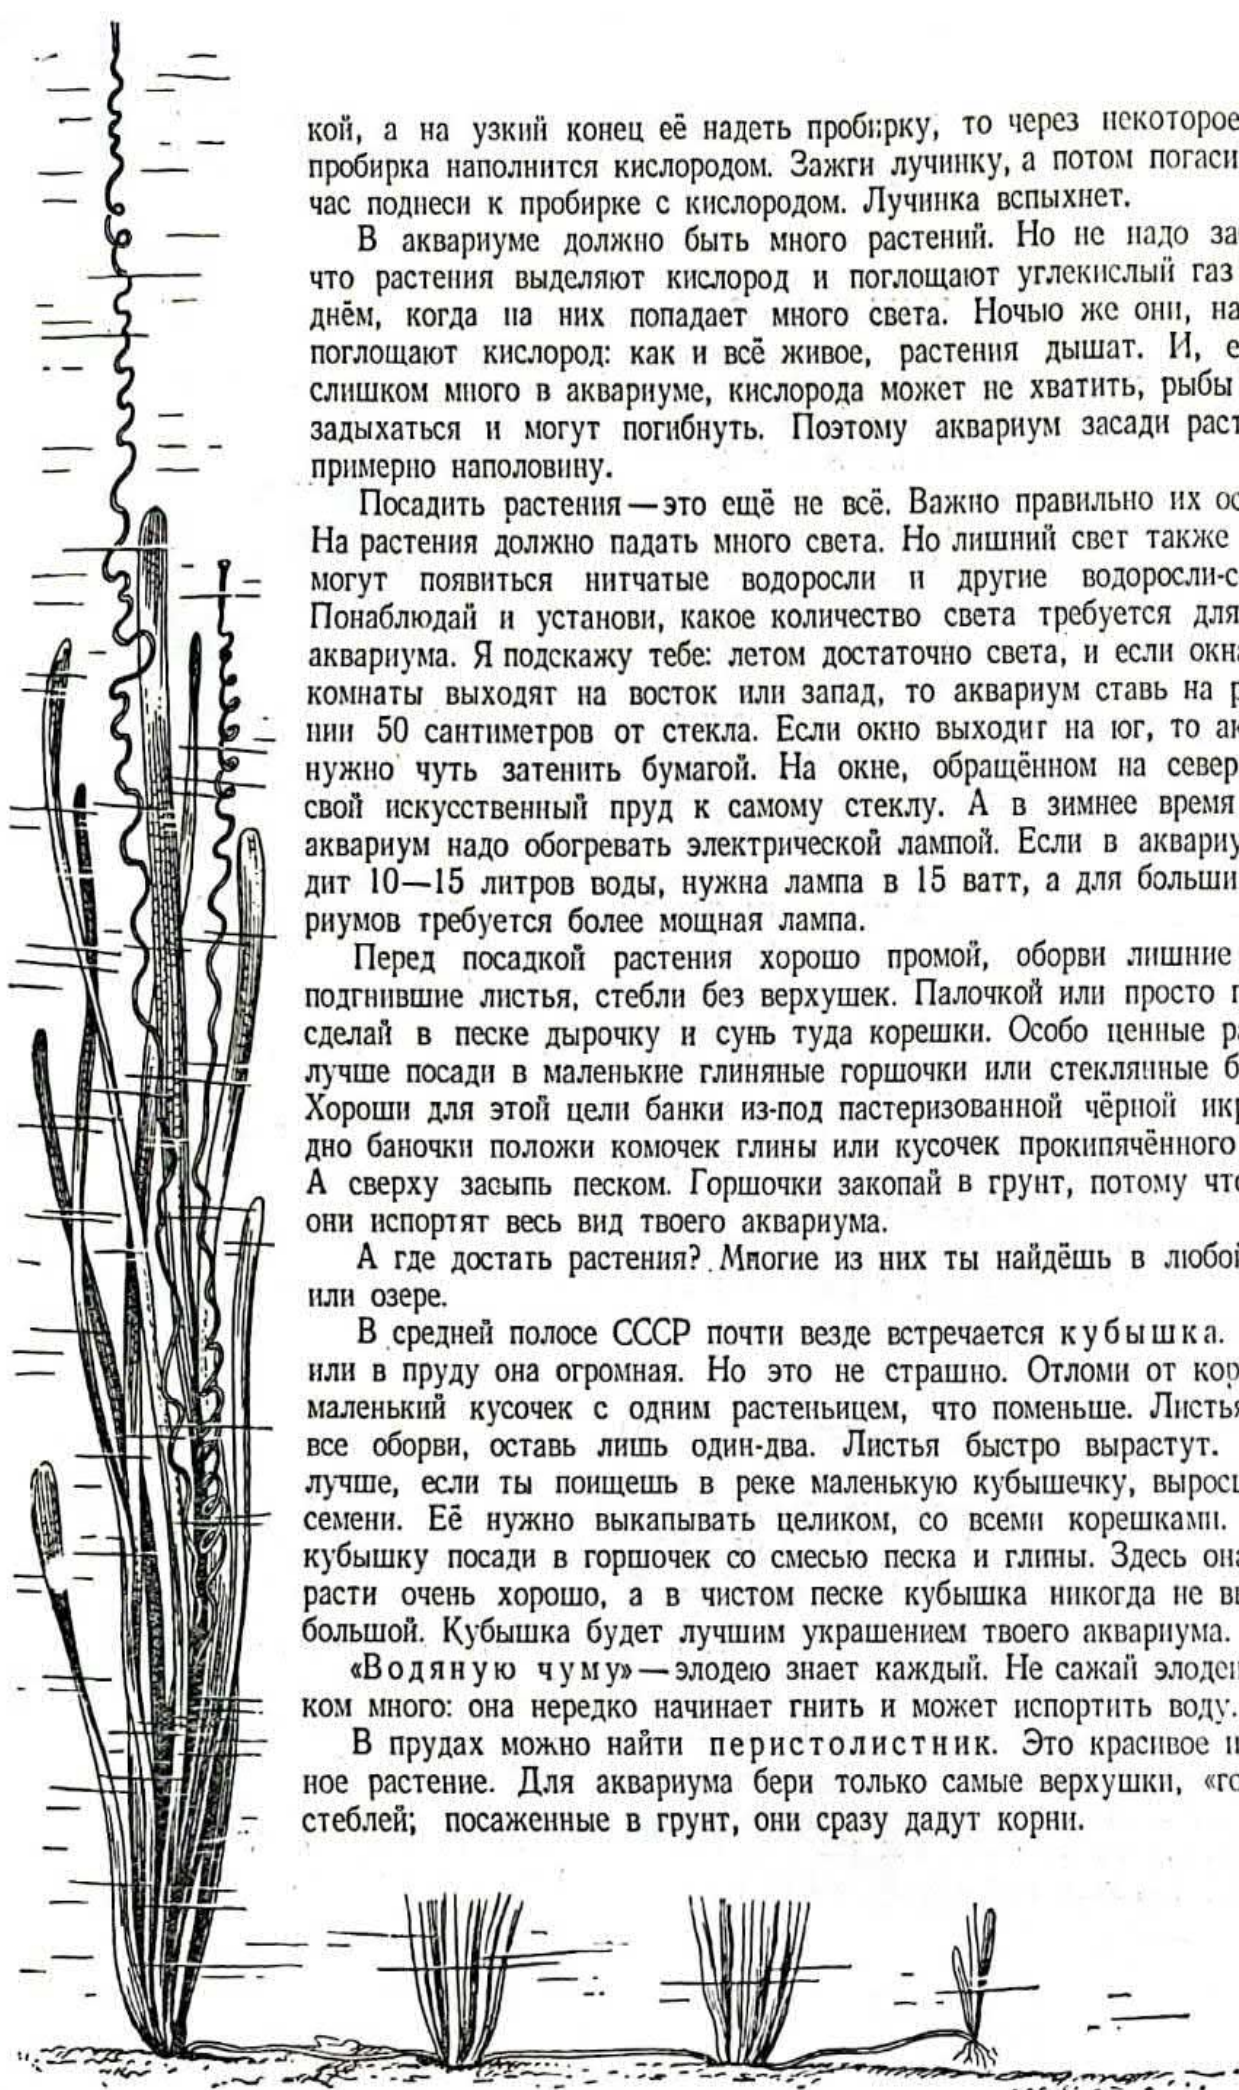 кой, а на узкий конец её надеть пробирку, то через некоторое
пробирка наполнится кислородом. Зажги лучинку, а потом погаси
час поднеси к пробирке с кислородом. Лучинка вспыхнет.
В аквариуме должно быть много растений. Но не надо за
что растения выделяют кислород и поглощают углекислый газ
днём, когда на них попадает много света. Ночью же они, на
поглощают кислород: как и всё живое, растения дышат. И, е
слишком много в аквариуме, кислорода может не хватить, рыбы
задыхаться и могут погибнуть. Поэтому аквариум засади раст
примерно наполовину.
Посадить растения — это ещё не всё. Важно правильно их ос
На растения должно падать много света. Но лишний свет также
могут появиться нитчатые водоросли и другие водоросли-с
Понаблюдай и установи, какое количество света требуется для
аквариума. Я подскажу тебе: летом достаточно света, и если окна
комнаты выходят на восток или запад, то аквариум ставь на р
нии 50 сантиметров от стекла. Если окно выходит на юг, то ак
нужно чуть затенить бумагой. На окне, обращённом на север
свой искусственный пруд к самому стеклу. А в зимнее время
аквариум надо обогревать электрической лампой. Если в аквариу
дит 10—15 литров воды, нужна лампа в 15 ватт, а для больши
риумов требуется более мощная лампа.
Перед посадкой растения хорошо промой, оборви лишние
подгнившие листья, стебли без верхушек. Палочкой или просто п
сделай в песке дырочку и сунь туда корешки. Особо ценные ра
лучше посади в маленькие глиняные горшочки или стеклянные б
Хороши для этой цели банки из-под пастеризованной чёрной икр
дно баночки положи комочек глины или кусочек прокипячённого
А сверху засыпь песком. Горшочки закопай в грунт, потому что
они испортят весь вид твоего аквариума.
А где достать растения? Многие из них ты найдёшь в любой
или озере.
В средней полосе СССР почти везде встречается кубышка.
или в пруду она огромная. Но это не страшно. Отломи от кор
маленький кусочек с одним растеньицем, что поменьше. Листья
все оборви, оставь лишь один-два. Листья быстро вырастут.
лучше, если ты поищешь в реке маленькую кубышечку, выросш
семени. Её нужно выкапывать целиком, со всеми корешками.
кубышку посади в горшочек со смесью песка и глины. Здесь она
расти очень хорошо, а в чистом песке кубышка никогда не вы
большой. Кубышка будет лучшим украшением твоего аквариума.
«Водяную чуму» — элодею знает каждый. Не сажай элодеи
ком много: она нередко начинает гнить и может испортить воду.
В прудах можно найти перистолистник. Это красивое и
ное растение. Для аквариума бери только самые верхушки, «го
стеблей; посаженные в грунт, они сразу дадут корни.